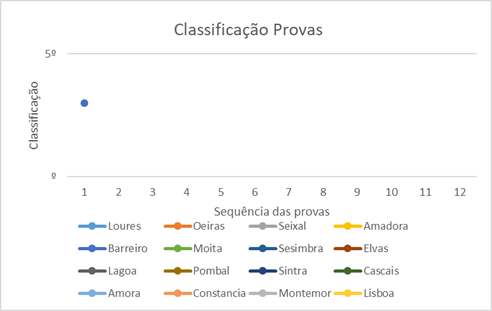 Classificação Provas
5º
Classificação
º
1 2 3 4 5 6 7 8 9 10 11 12
Sequência das provas
Loures Oeiras Seixal Amadora
Barreiro Moita Sesimbra Elvas
Lagoa Pombal Sintra Cascais
Amora Constancia Montemor Lisboa